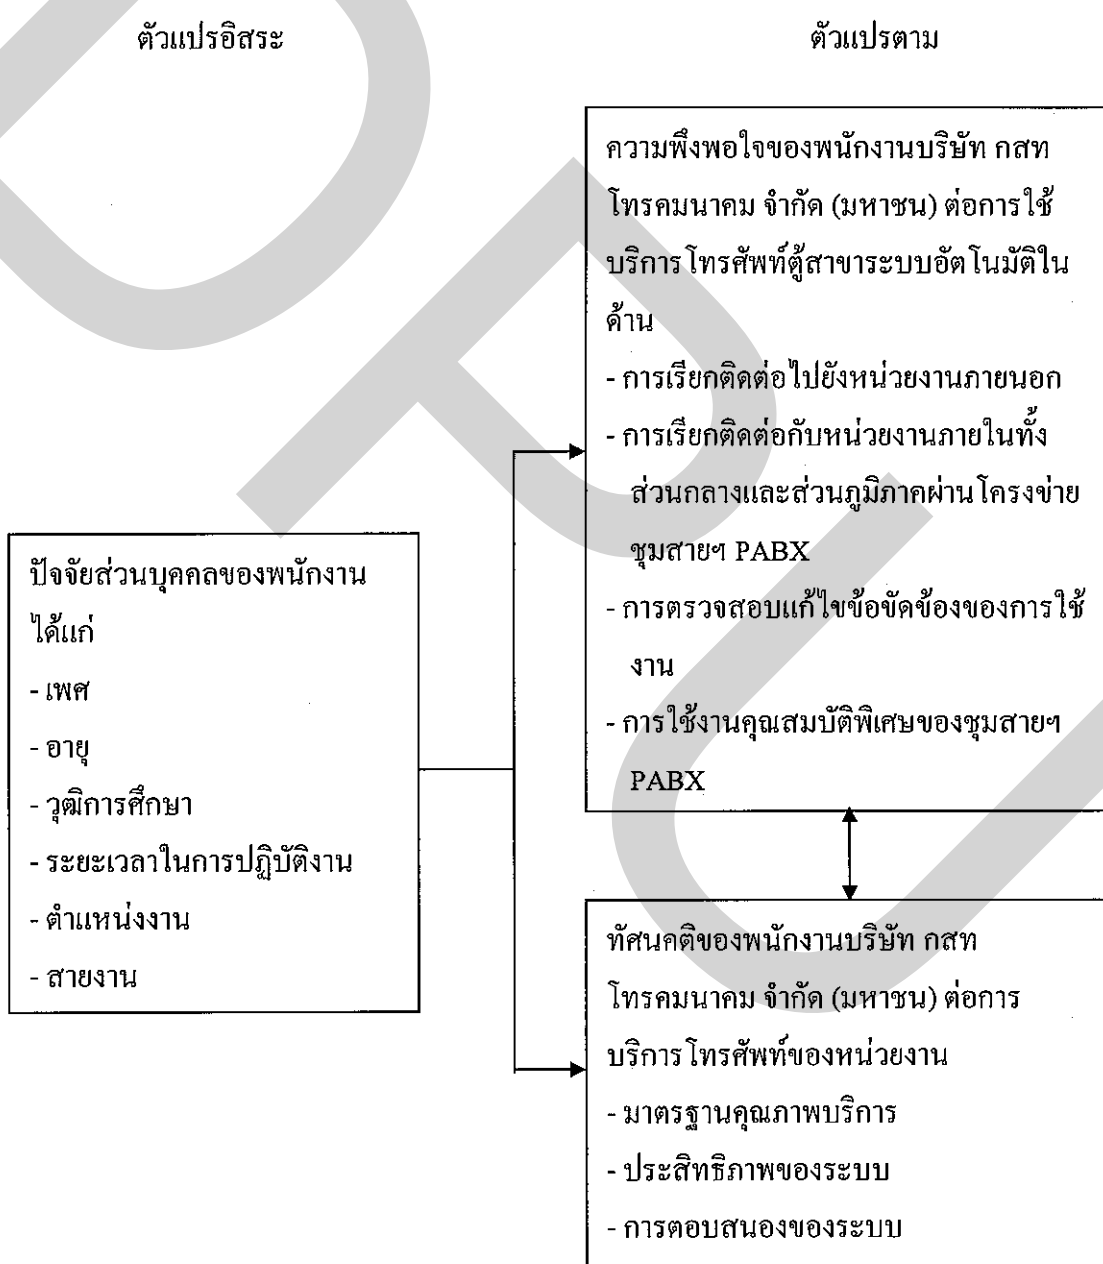 ตัวแปรอิสระ
ตัวแปรตาม
ความพึงพอใจของพนักงานบริษัท กสท
โทรคมนาคม จำกัด (มหาชน) ต่อการใช้
บริการโทรศัพท์ตู้สาขาระบบอัตโนมัติใน
ด้าน
- การเรียกติดต่อไปยังหน่วยงานภายนอก
- การเรียกติดต่อกับหน่วยงานภายในทั้ง
ส่วนกลางและส่วนภูมิภาคผ่านโครงข่าย
ชุมสายฯ PABX
- การตรวจสอบแก้ไขข้อขัดข้องของการใช้
งาน
- การใช้งานคุณสมบัติพิเศษของชุมสายฯ
PABX
ปัจจัยส่วนบุคคลของพนักงาน
ได้แก่
- เพศ
- อายุ
- วุฒิการศึกษา
- ระยะเวลาในการปฏิบัติงาน
- ตำแหน่งงาน
- สายงาน
ทัศนคติของพนักงานบริษัท กสท
โทรคมนาคม จำกัด (มหาชน) ต่อการ
บริการโทรศัพท์ของหน่วยงาน
- มาตรฐานคุณภาพบริการ
- ประสิทธิภาพของระบบ
- การตอบสนองของระบบ
DPU